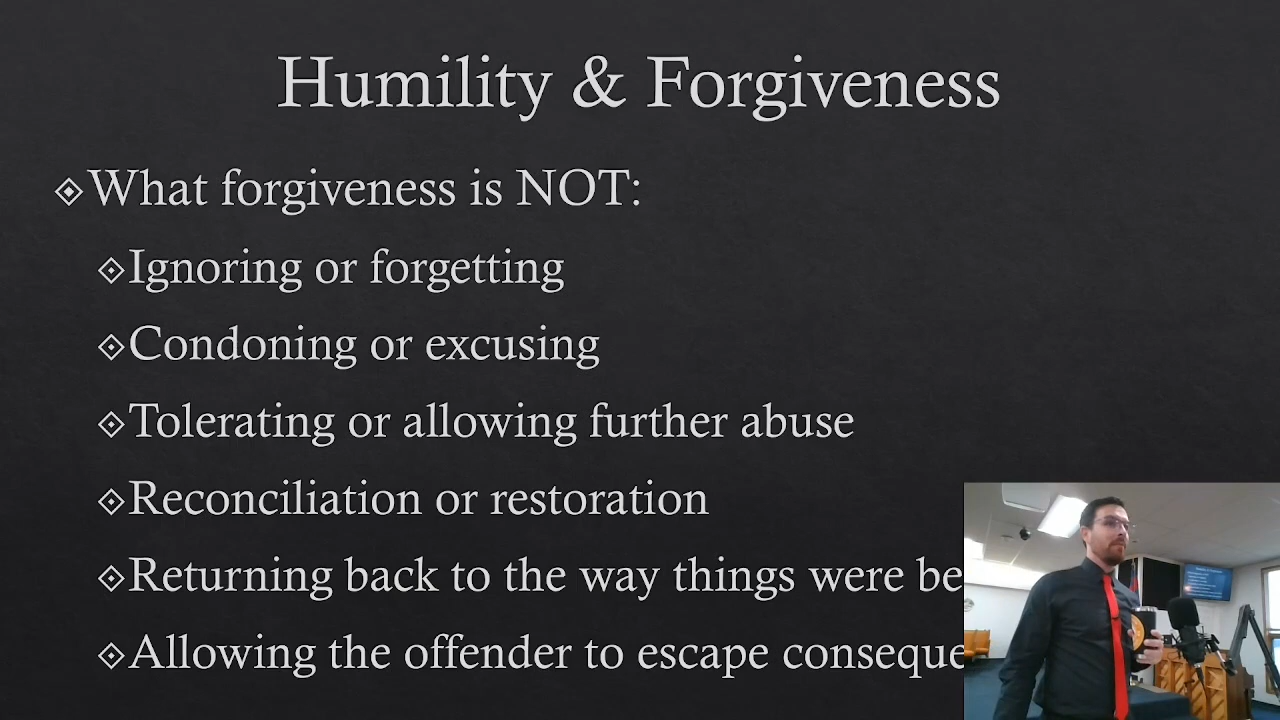 Humility & Forgiveness
What forgiveness is NOT:
Ignoring or forgetting
Condoning or excusing
Tolerating or allowing further abuse
Reconciliation or restoration
Returning back to the way things were be
Allowing the offender to escape conseque